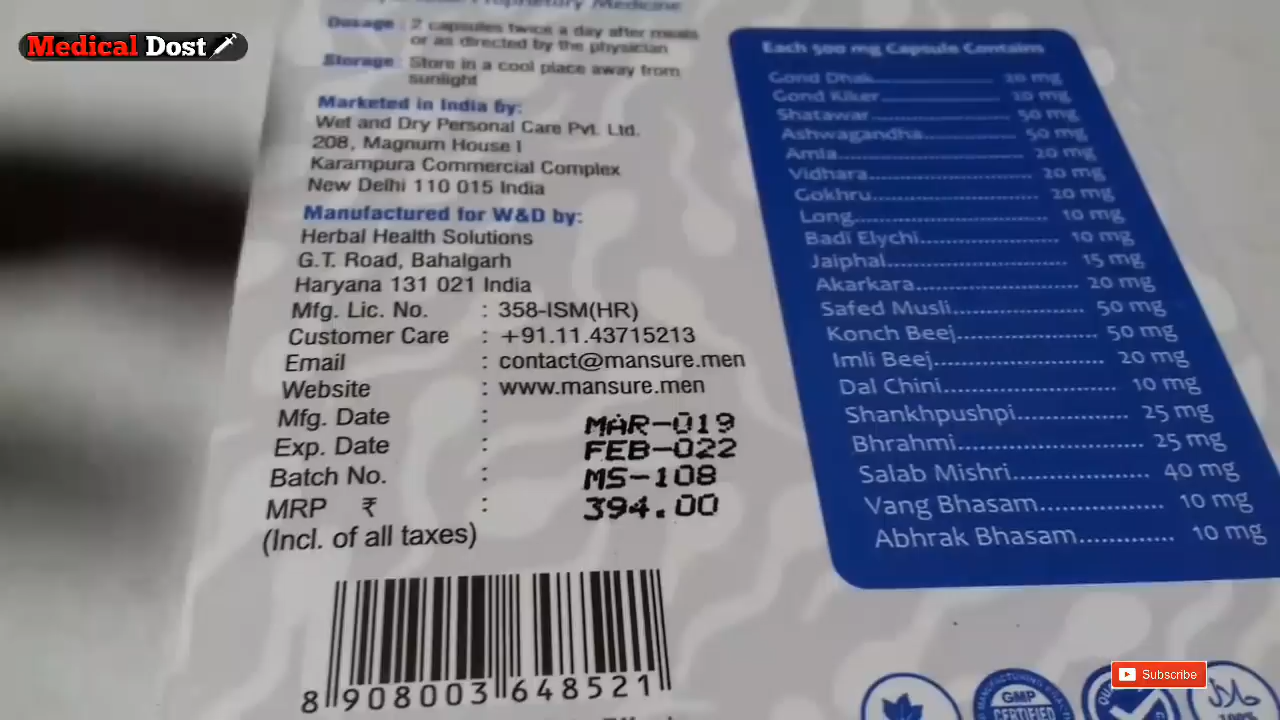 Medical Dost
Proprietary Medicine
Dosage : 2 capsules twice a day after meals
or as directed by the physician
Storage : Store in a cool place away from
sunlight
Marketed in India by:
Wet and Dry Personal Care Pvt. Ltd.
208, Magnum House I
Karampura Commercial Complex
New Delhi 110 015 India
Manufactured for W&D by:
Herbal Health Solutions
G.T. Road, Bahalgarh
Haryana 131 021 India
Mfg. Lic. No. : 358-ISM(HR)
Customer Care : +91.11.43715213
Email : contact@mansure.men
Website : www.mansure.men
Mfg. Date : MAR-019
Exp. Date : FEB-022
Batch No. : MS-108
MRP ₹ : 394.00
(Incl. of all taxes)
8 908003 648521
Each 500 mg Capsule Contains
Gond Dhak 20 mg
Gond Kiker 20 mg
Shatawar 50 mg
Ashwagandha 50 mg
Amla 20 mg
Vidhara 20 mg
Gokhru 20 mg
Long 10 mg
Badi Elychi 10 mg
Jaiphal 15 mg
Akarkara 20 mg
Safed Musli 50 mg
Konch Beej 50 mg
Imli Beej 20 mg
Dal Chini 10 mg
Shankhpushpi 25 mg
Bhrahmi 25 mg
Salab Mishri 40 mg
Vang Bhasam 10 mg
Abhrak Bhasam 10 mg
GMP
CERTIFIED
Subscribe